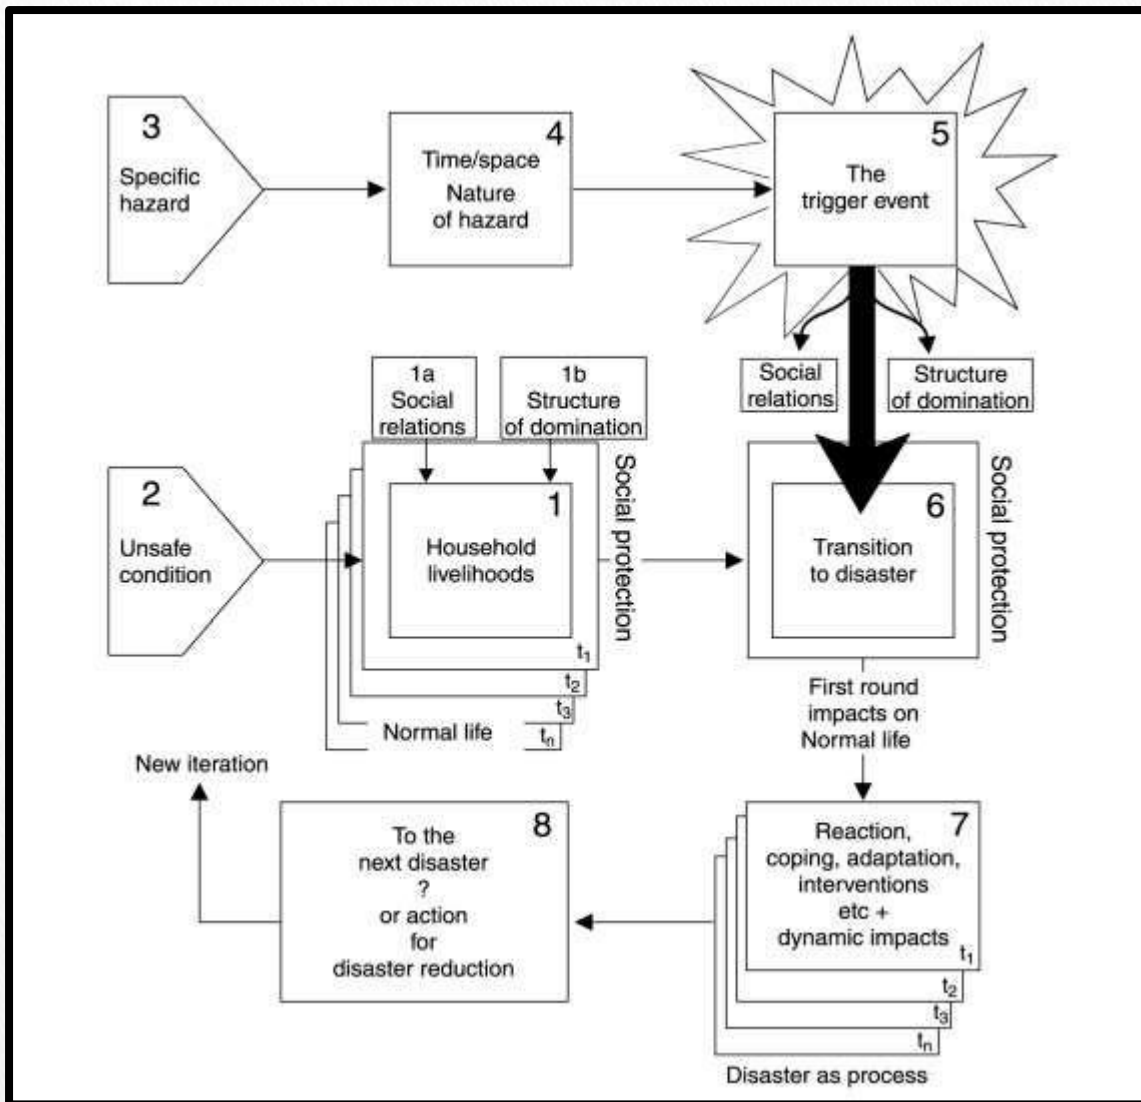 3
Specific
hazard
4
Time/space
Nature
of hazard
5
The
trigger event
Social
relations
Structure
of domination
1a
Social
relations
1b
Structure
of domination
2
Unsafe
condition
1
Household
livelihoods
Social protection
t1
t2
t3
tn
Normal life
6
Transition
to disaster
Social protection
First round
impacts on
Normal life
7
Reaction,
coping, adaptation,
interventions
etc +
dynamic impacts
t1
t2
t3
tn
Disaster as process
8
To the
next disaster
?
or action
for
disaster reduction
New iteration